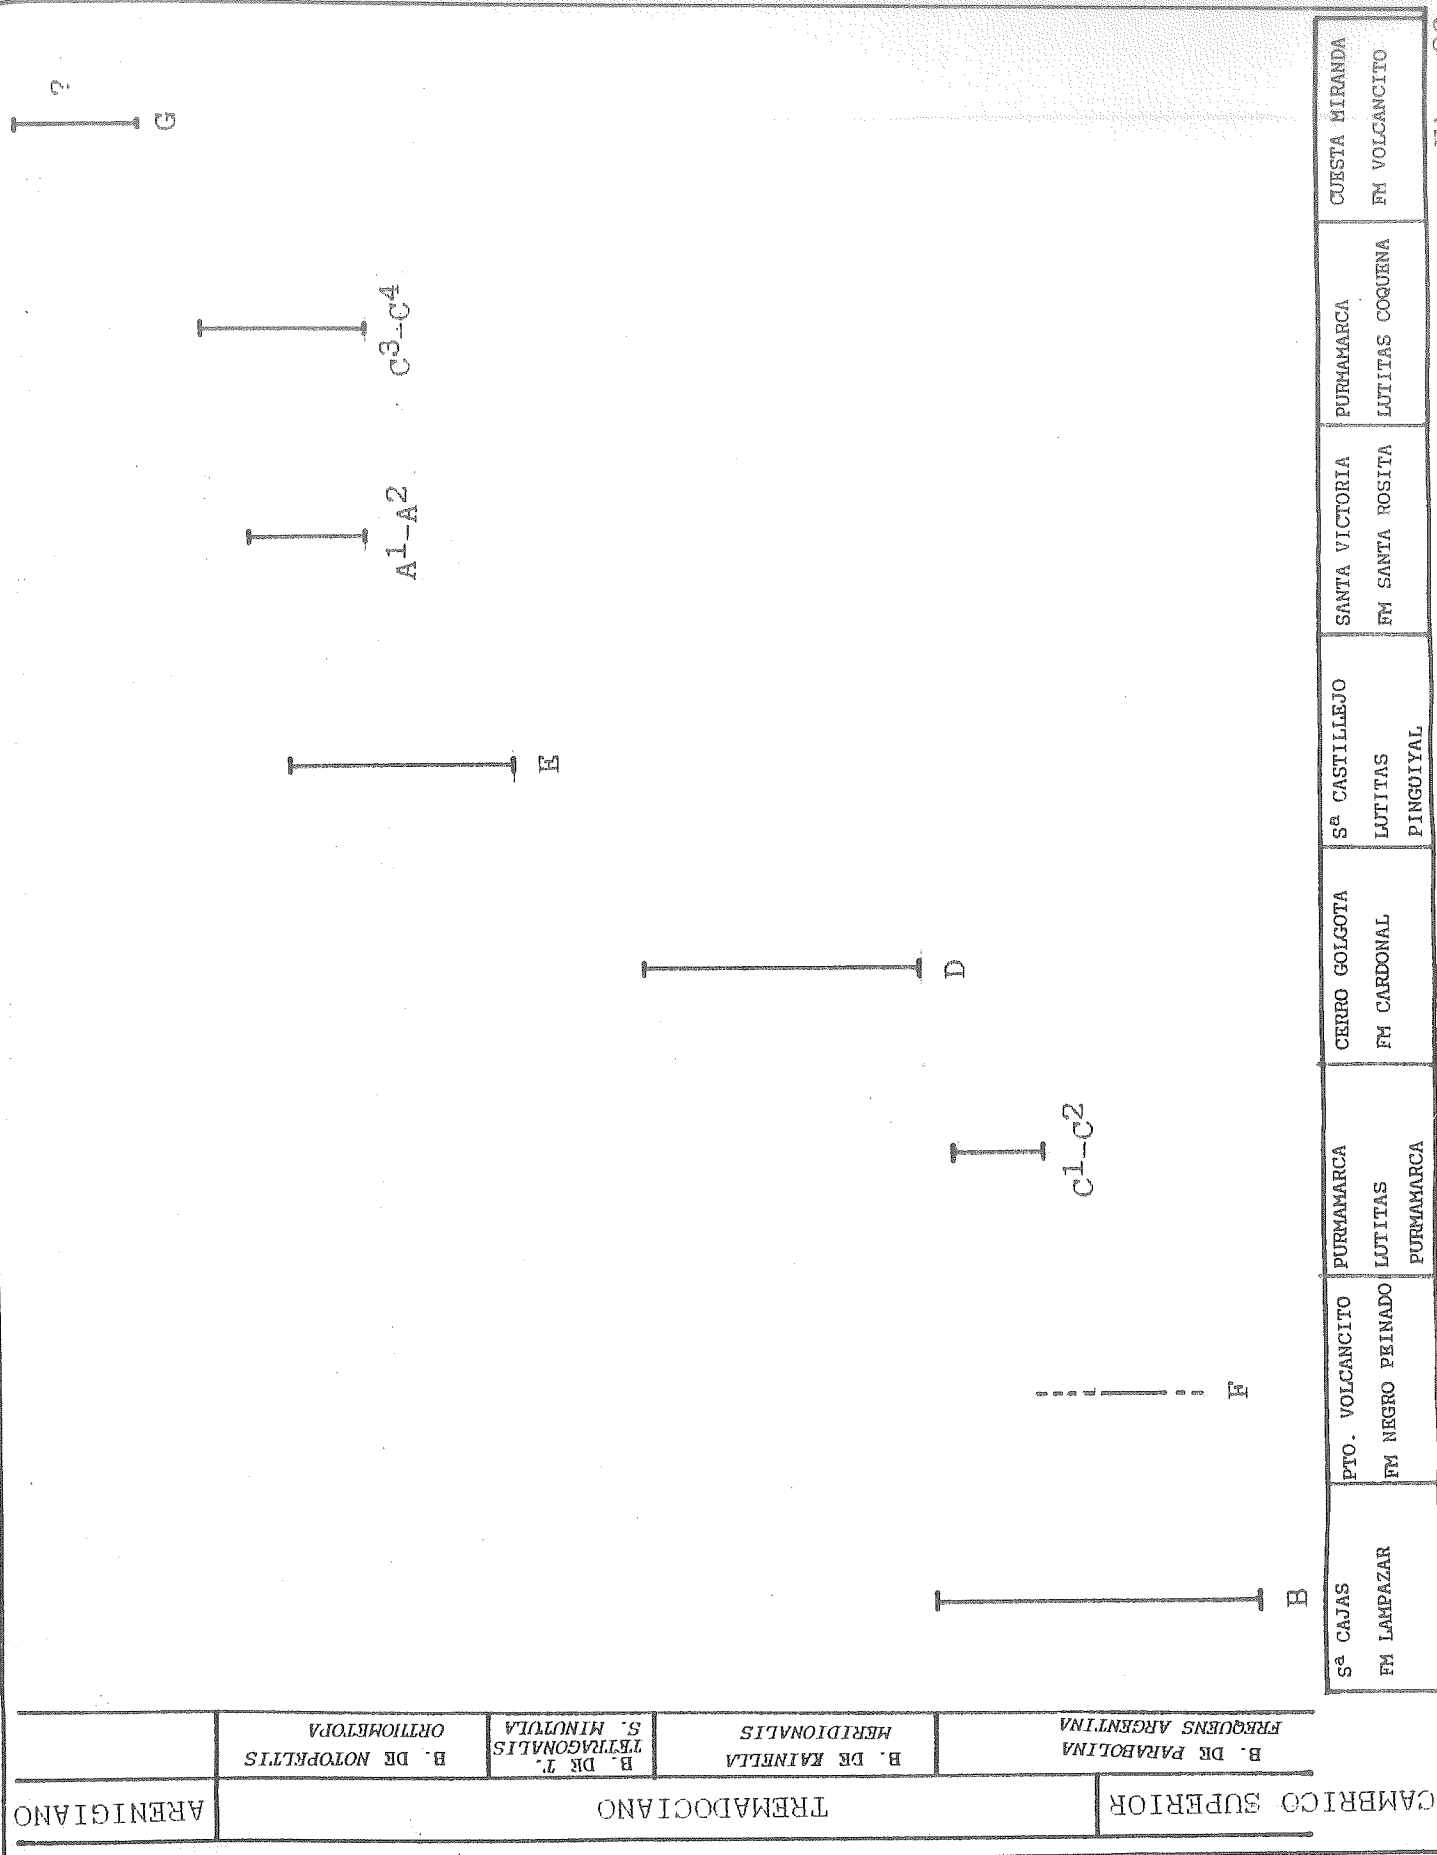 ?
G
C³-C⁴
A¹-A²
E
D
C¹-C²
F
B
CUESTA MIRANDA
FM VOLCANCITO
PURMAMARCA
LUTITAS COQUENA
SANTA VICTORIA
FM SANTA ROSITA
Sª CASTILLEJO
LUTITAS
PINGÜIYAL
CERRO GOLGOTA
FM CARDONAL
PURMAMARCA
LUTITAS
PURMAMARCA
PTO. VOLCANCITO
FM NEGRO PEINADO
Sª CAJAS
FM LAMPAZAR
B. DE NOTOPELTIS
ORTHOMETOPA
B. DE T.
TETRAGONALIS
S. MINUTULA
B. DE KAINELLA
MERIDIONALIS
B. DE PARABOLINA
FREQUENS ARGENTINA
ARENIGIANO
TREMADOCIANO
CAMBRICO SUPERIOR